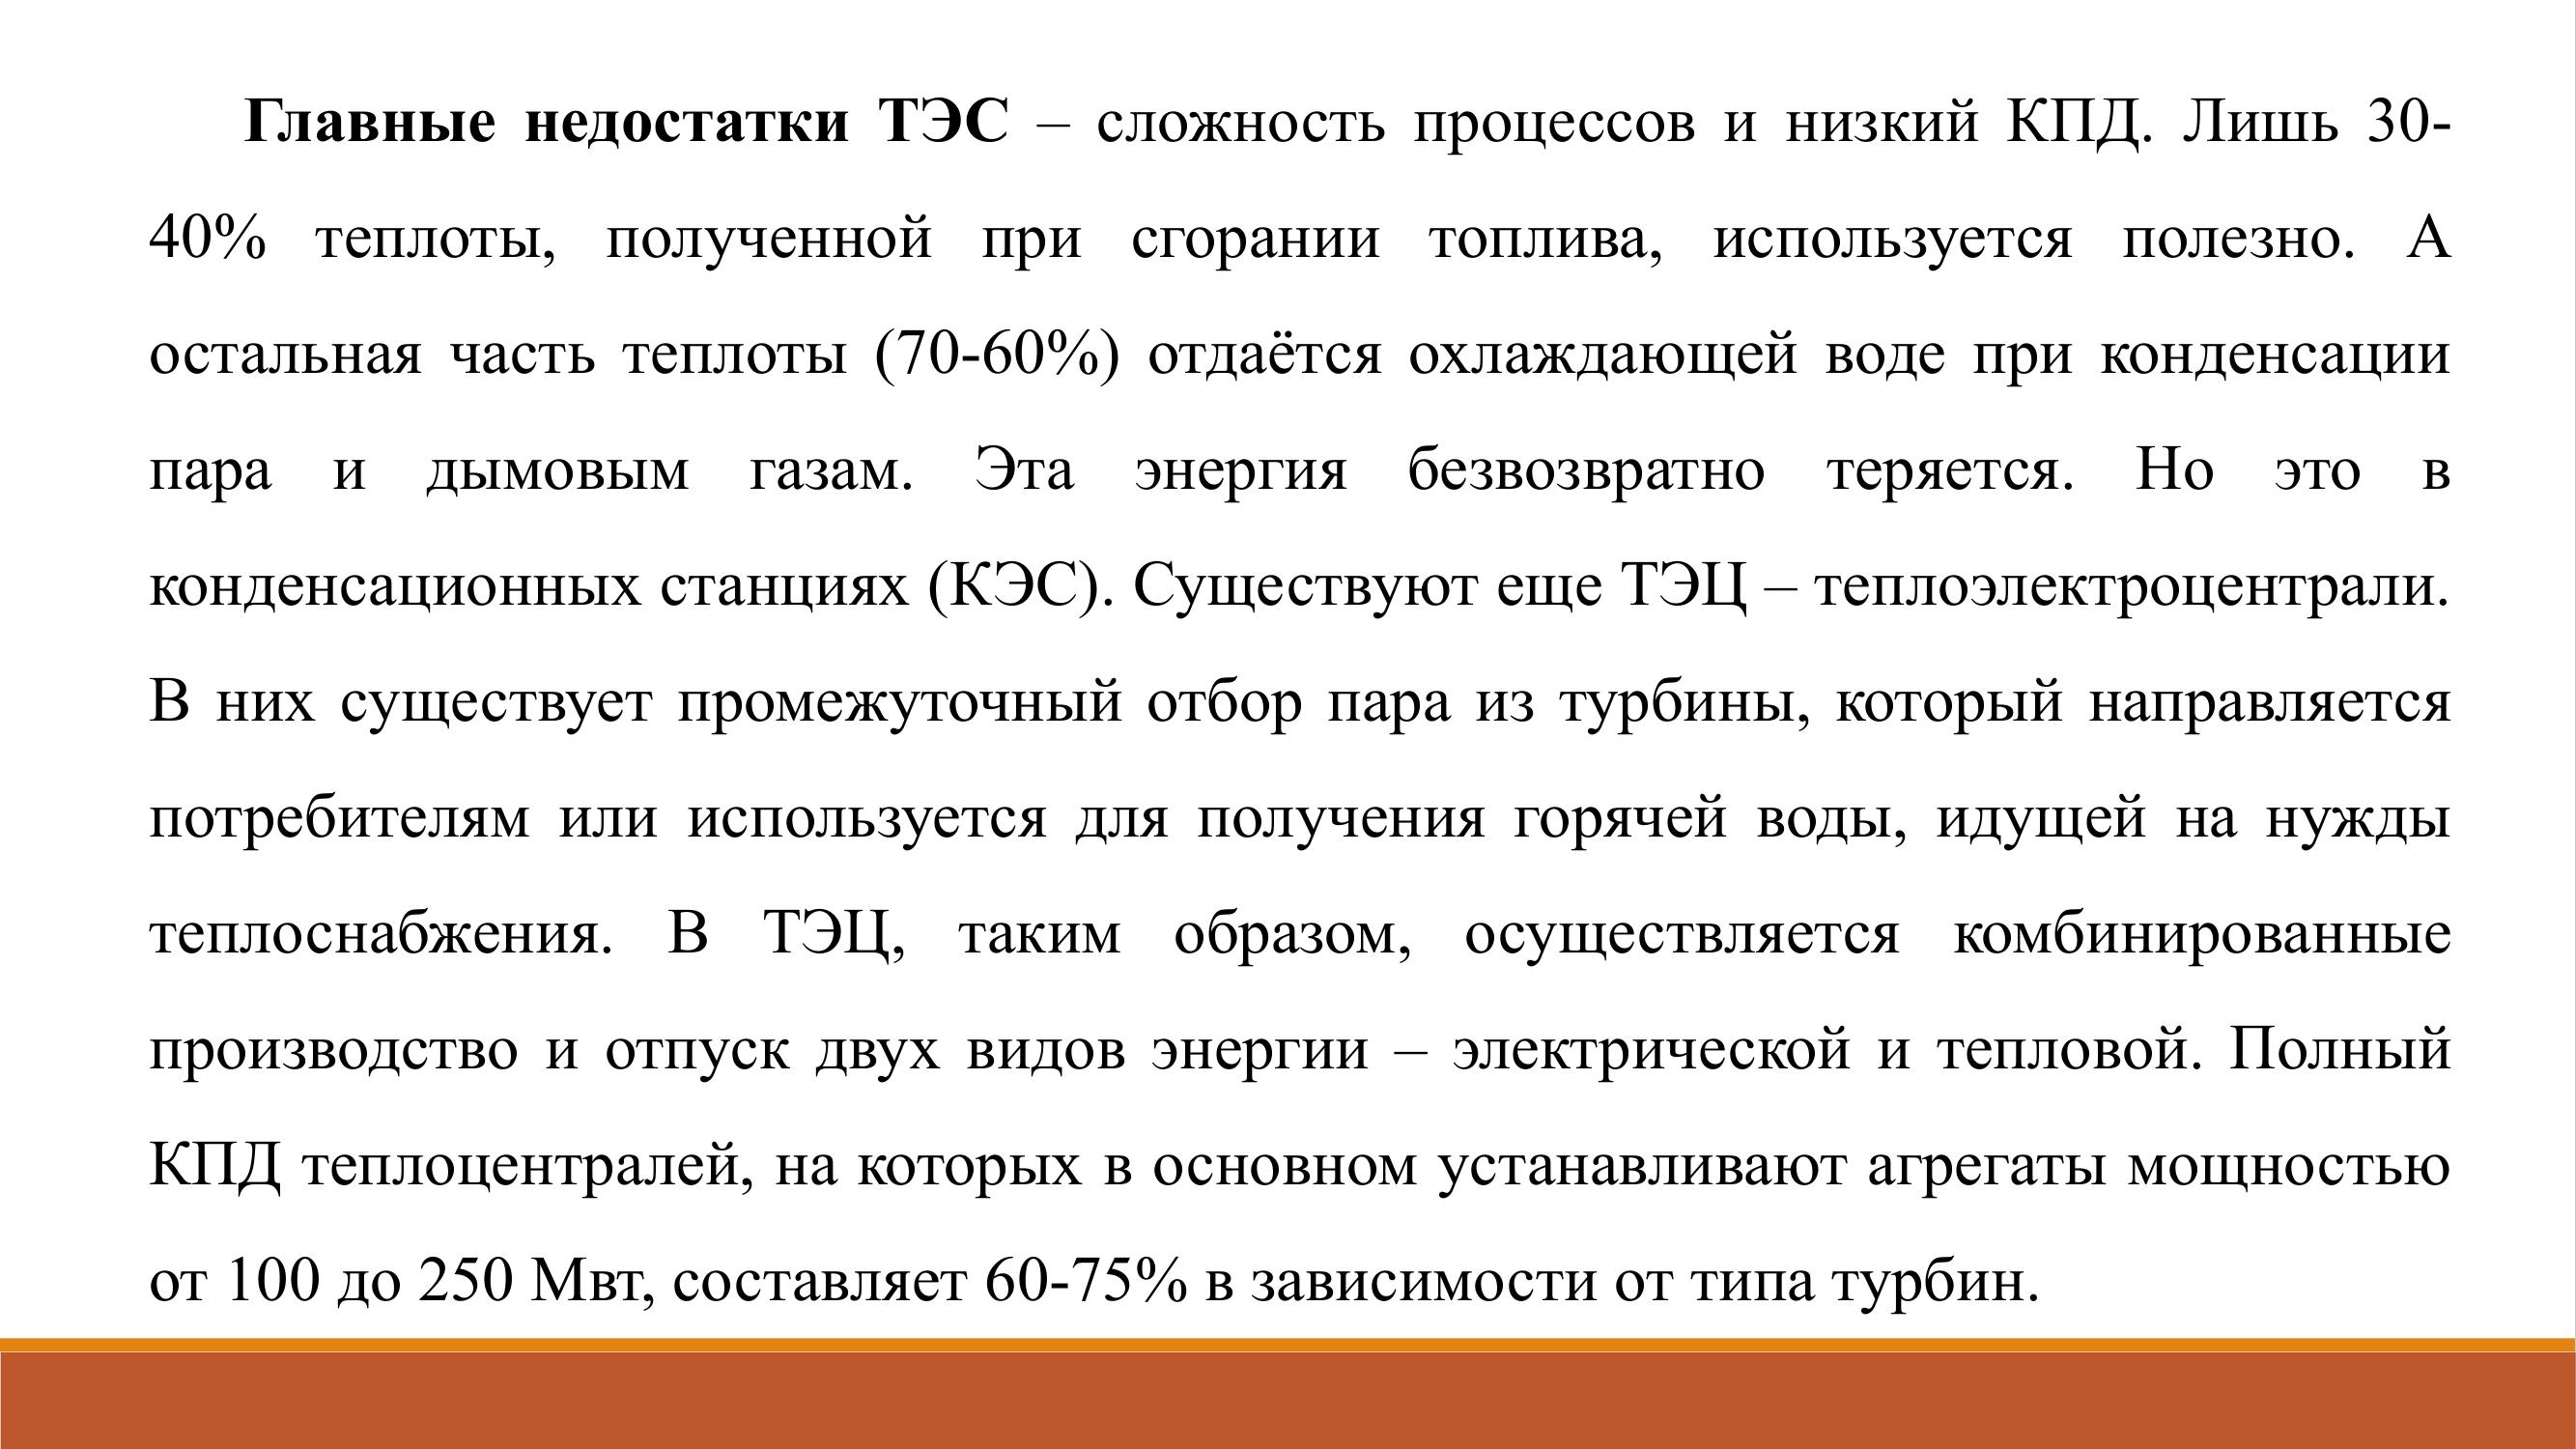 Главные недостатки ТЭС – сложность процессов и низкий КПД. Лишь 30-
40% теплоты, полученной при сгорании топлива, используется полезно. А
остальная часть теплоты (70-60%) отдаётся охлаждающей воде при конденсации
пара и дымовым газам. Эта энергия безвозвратно теряется. Но это в
конденсационных станциях (КЭС). Существуют еще ТЭЦ – теплоэлектроцентрали.
В них существует промежуточный отбор пара из турбины, который направляется
потребителям или используется для получения горячей воды, идущей на нужды
теплоснабжения. В ТЭЦ, таким образом, осуществляется комбинированные
производство и отпуск двух видов энергии – электрической и тепловой. Полный
КПД теплоцентралей, на которых в основном устанавливают агрегаты мощностью
от 100 до 250 Мвт, составляет 60-75% в зависимости от типа турбин.